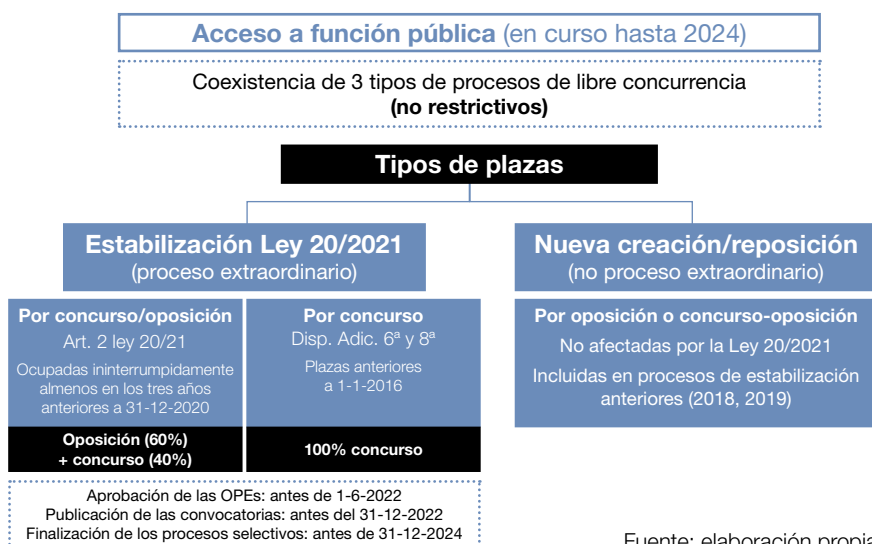 Acceso a función pública (en curso hasta 2024)
Coexistencia de 3 tipos de procesos de libre concurrencia
(no restrictivos)
Tipos de plazas
Estabilización Ley 20/2021
(proceso extraordinario)
Por concurso/oposición
Art. 2 ley 20/21
Ocupadas ininterrumpidamente
almenos en los tres años
anteriores a 31-12-2020
Oposición (60%)
+ concurso (40%)
Por concurso
Disp. Adic. 6ª y 8ª
Plazas anteriores
a 1-1-2016
100% concurso
Aprobación de las OPEs: antes de 1-6-2022
Publicación de las convocatorias: antes del 31-12-2022
Finalización de los procesos selectivos: antes de 31-12-2024
Nueva creación/reposición
(no proceso extraordinario)
Por oposición o concurso-oposición
No afectadas por la Ley 20/2021
Incluidas en procesos de estabilización
anteriores (2018, 2019)
Fuente: elaboración propia